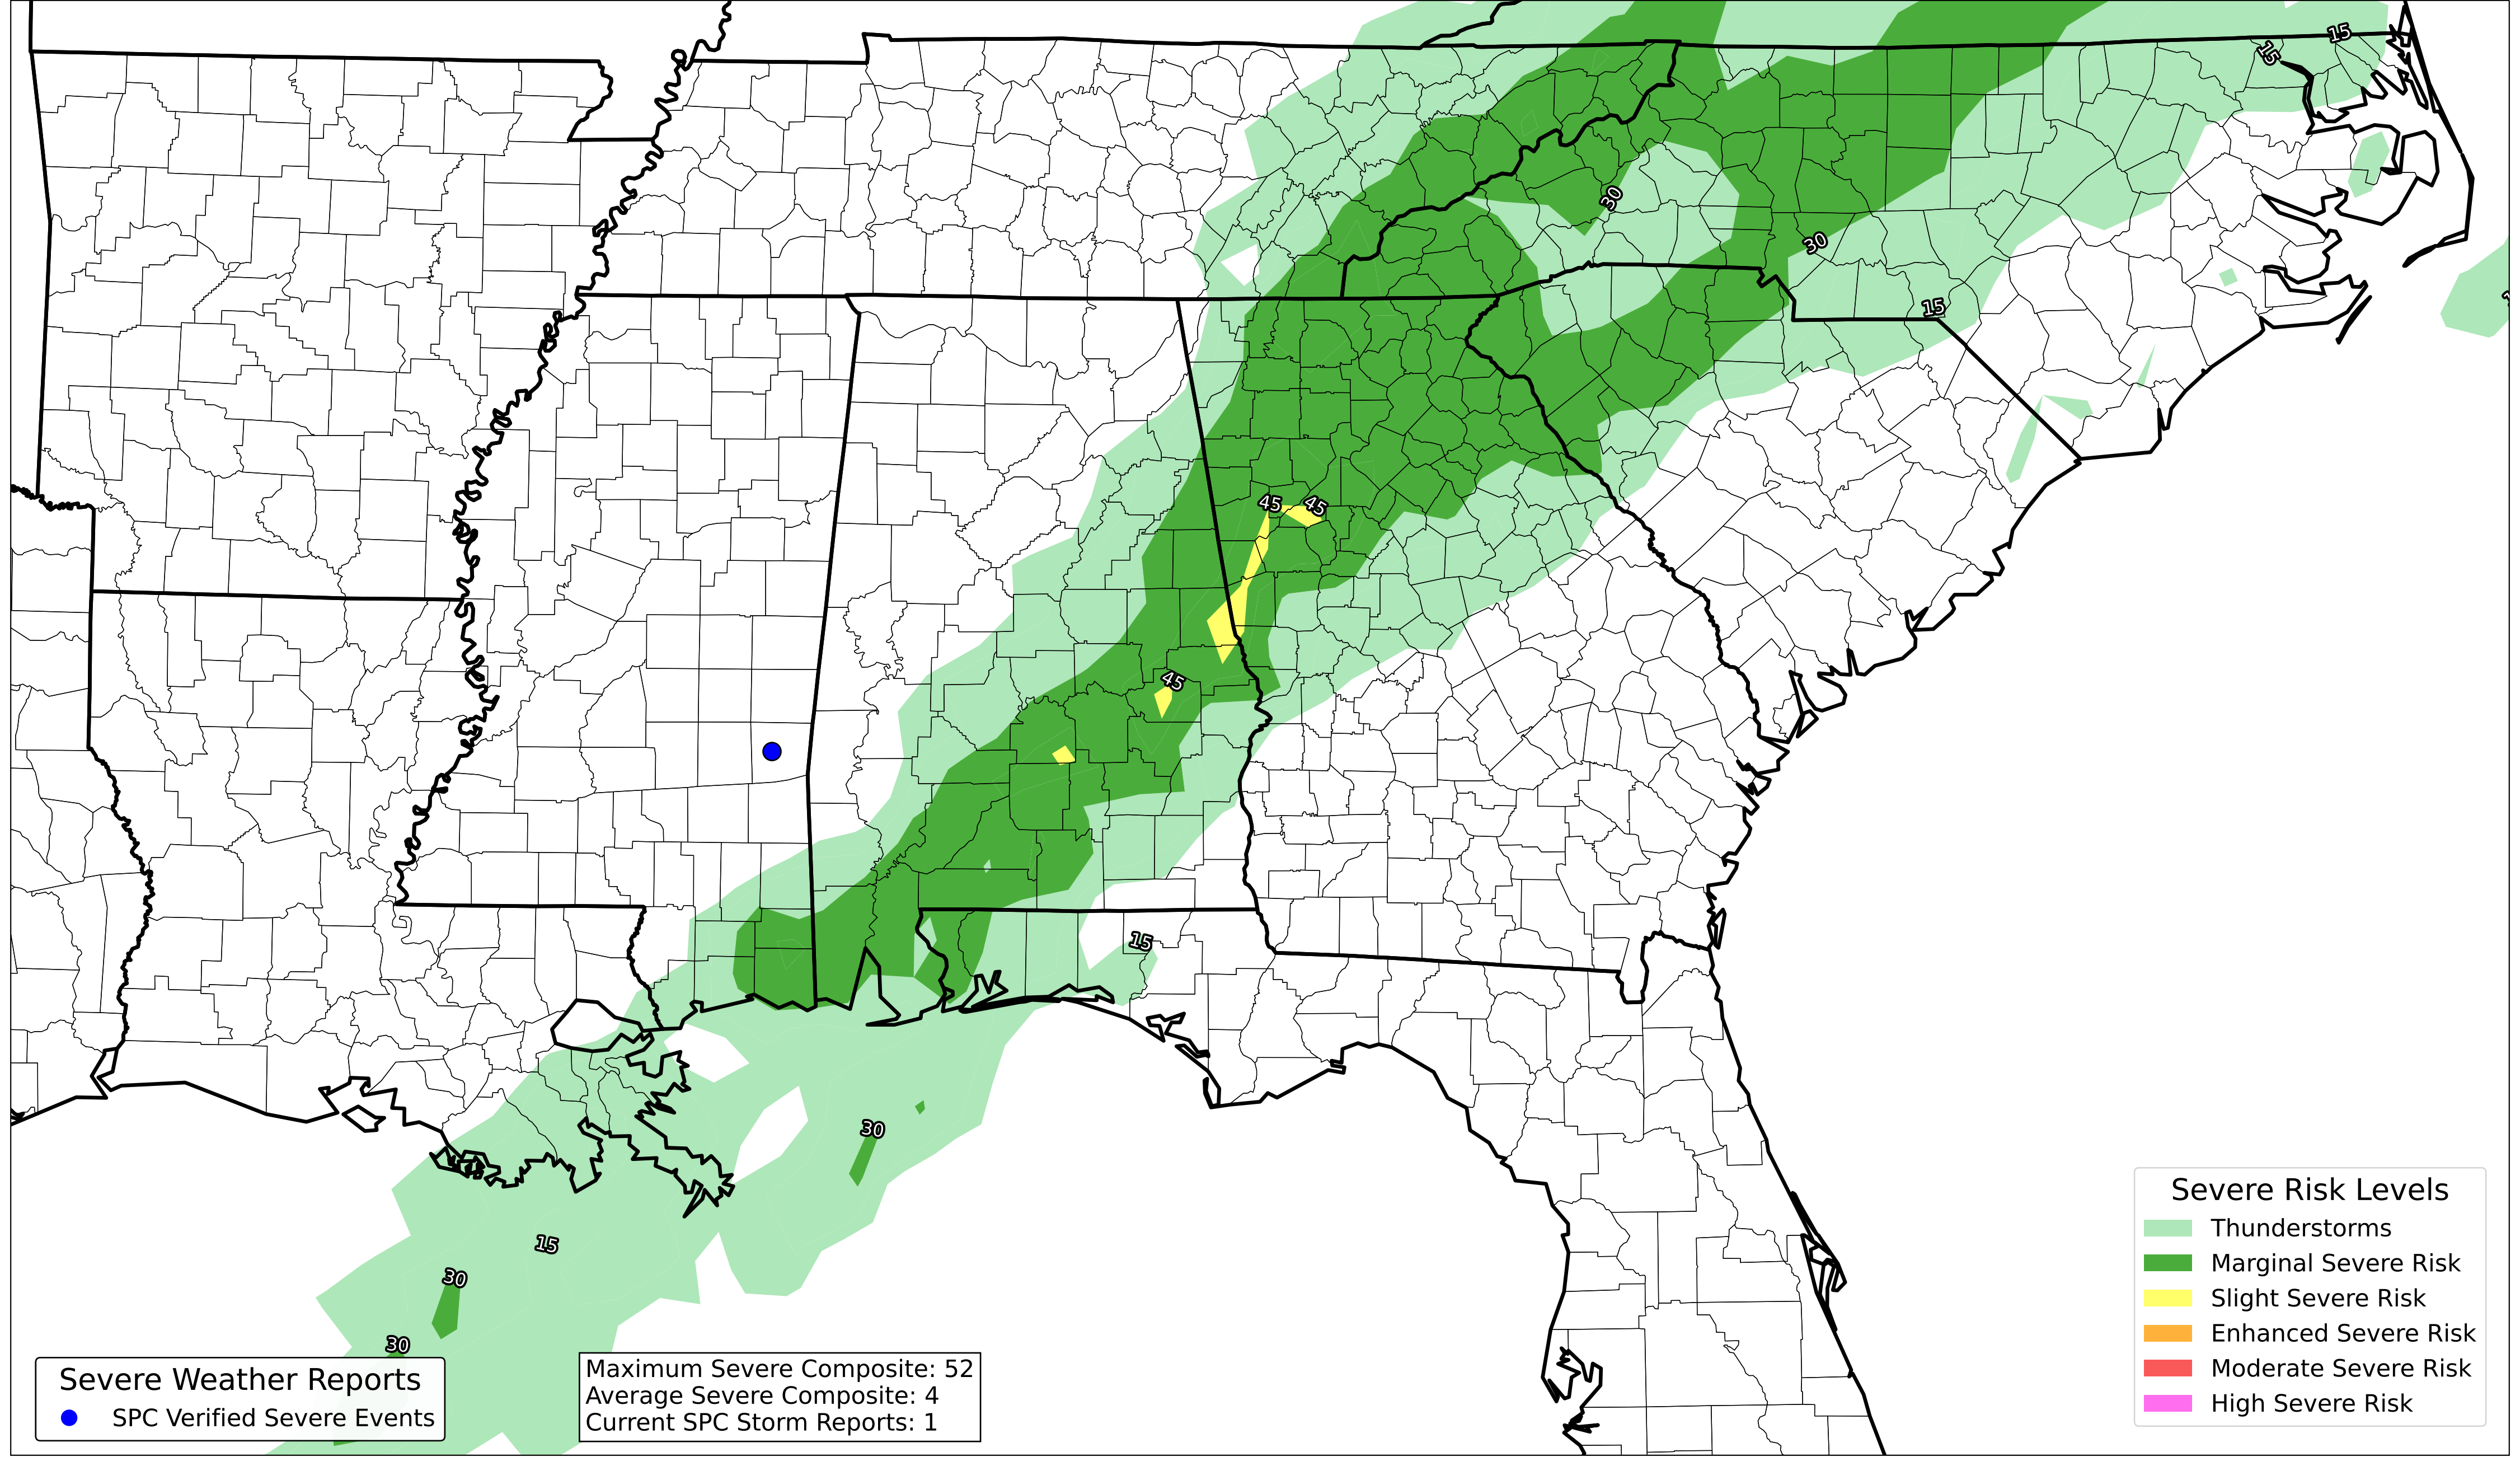 15
15
30
30
15
45
45
45
15
30
15
30
30
Severe Weather Reports
SPC Verified Severe Events
Maximum Severe Composite: 52
Average Severe Composite: 4
Current SPC Storm Reports: 1
Severe Risk Levels
Thunderstorms
Marginal Severe Risk
Slight Severe Risk
Enhanced Severe Risk
Moderate Severe Risk
High Severe Risk